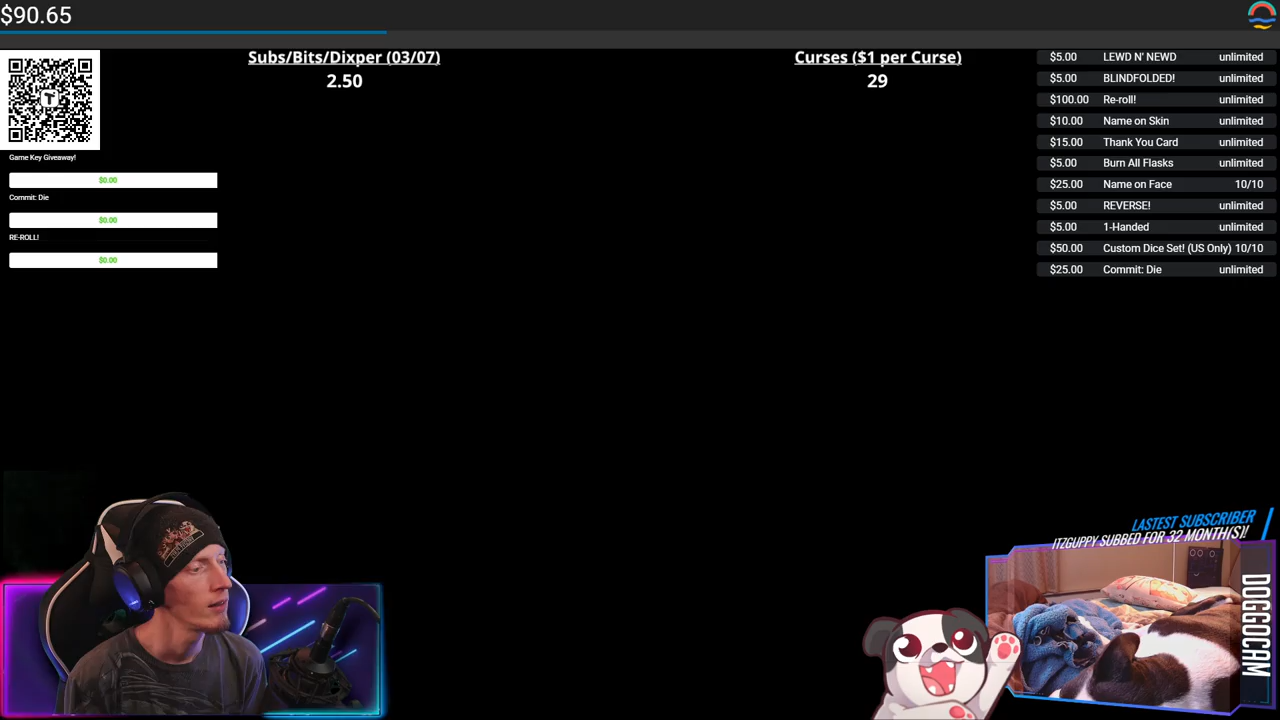 $90.65
Subs/Bits/Dixper (03/07)
2.50
Curses ($1 per Curse)
29
$5.00 LEWD N' NEWD unlimited
$5.00 BLINDFOLDED! unlimited
$100.00 Re-roll! unlimited
$10.00 Name on Skin unlimited
$15.00 Thank You Card unlimited
$5.00 Burn All Flasks unlimited
$25.00 Name on Face 10/10
$5.00 REVERSE! unlimited
$5.00 1-Handed unlimited
$50.00 Custom Dice Set! (US Only) 10/10
$25.00 Commit: Die unlimited
Game Key Giveaway!
$0.00
Commit: Die
$0.00
RE-ROLL!
$0.00
LASTEST SUBSCRIBER
ITZGUPPY SUBBED FOR 32 MONTH(S)!
DOGGOCAM